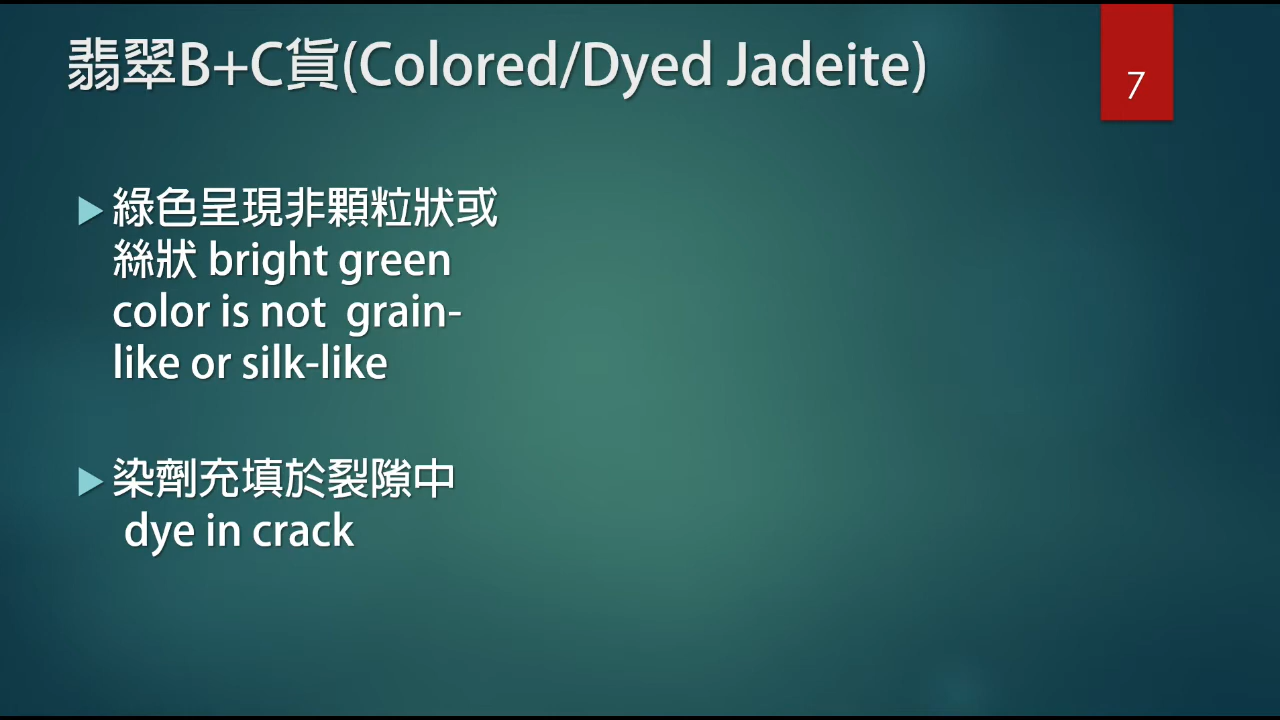 翡翠B+C貨(Colored/Dyed Jadeite)
7
綠色呈現非顆粒狀或
絲狀 bright green
color is not  grain-
like or silk-like
染劑充填於裂隙中
dye in crack